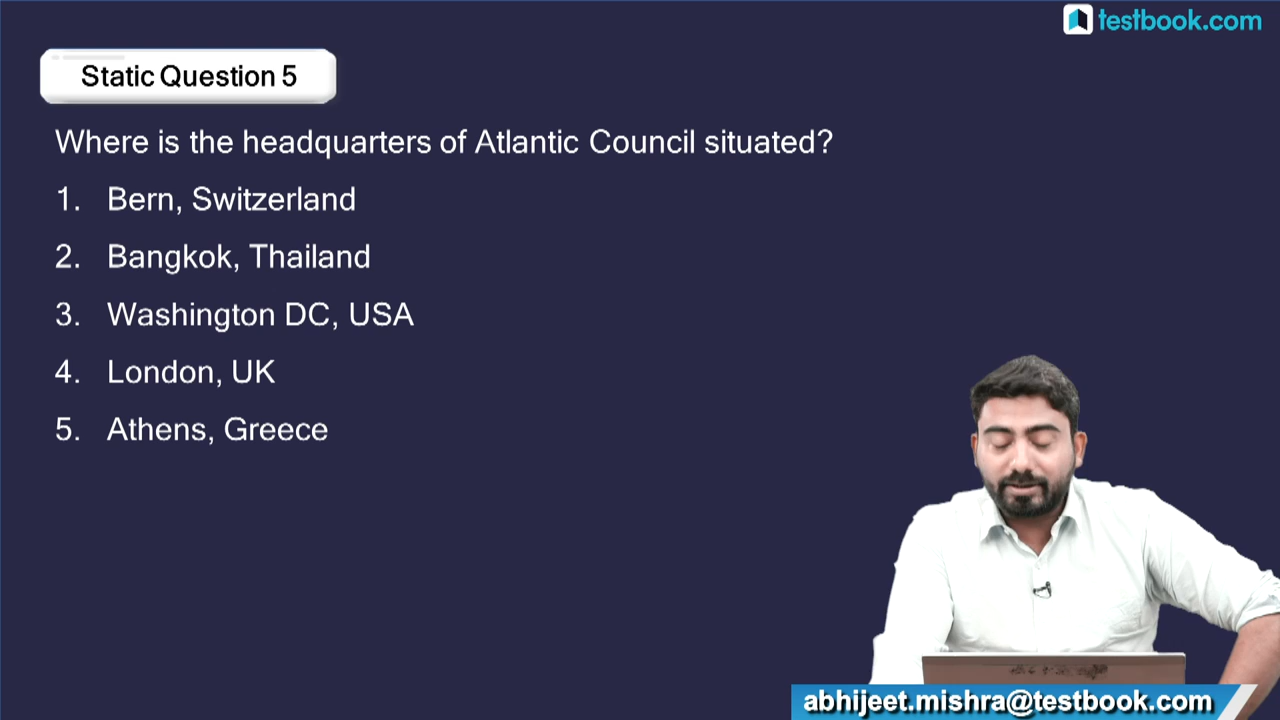 testbook.com
Static Question 5
Where is the headquarters of Atlantic Council situated?
1. Bern, Switzerland
2. Bangkok, Thailand
3. Washington DC, USA
4. London, UK
5. Athens, Greece
abhijeet.mishra@testbook.com